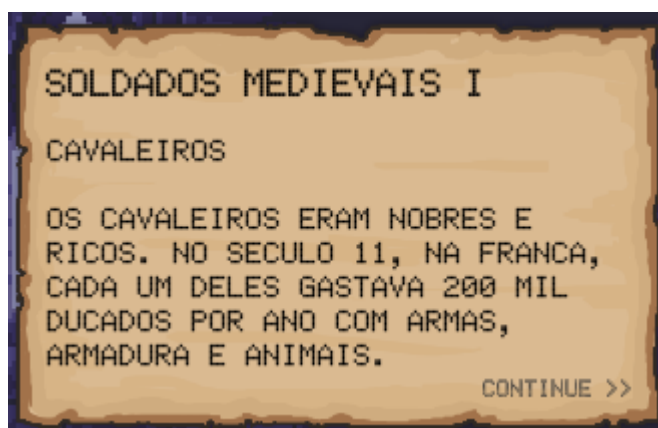 SOLDADOS MEDIEVAIS I
CAVALEIROS
OS CAVALEIROS ERAM NOBRES E
RICOS. NO SECULO 11, NA FRANCA,
CADA UM DELES GASTAVA 200 MIL
DUCADOS POR ANO COM ARMAS,
ARMADURA E ANIMAIS.
CONTINUE >>